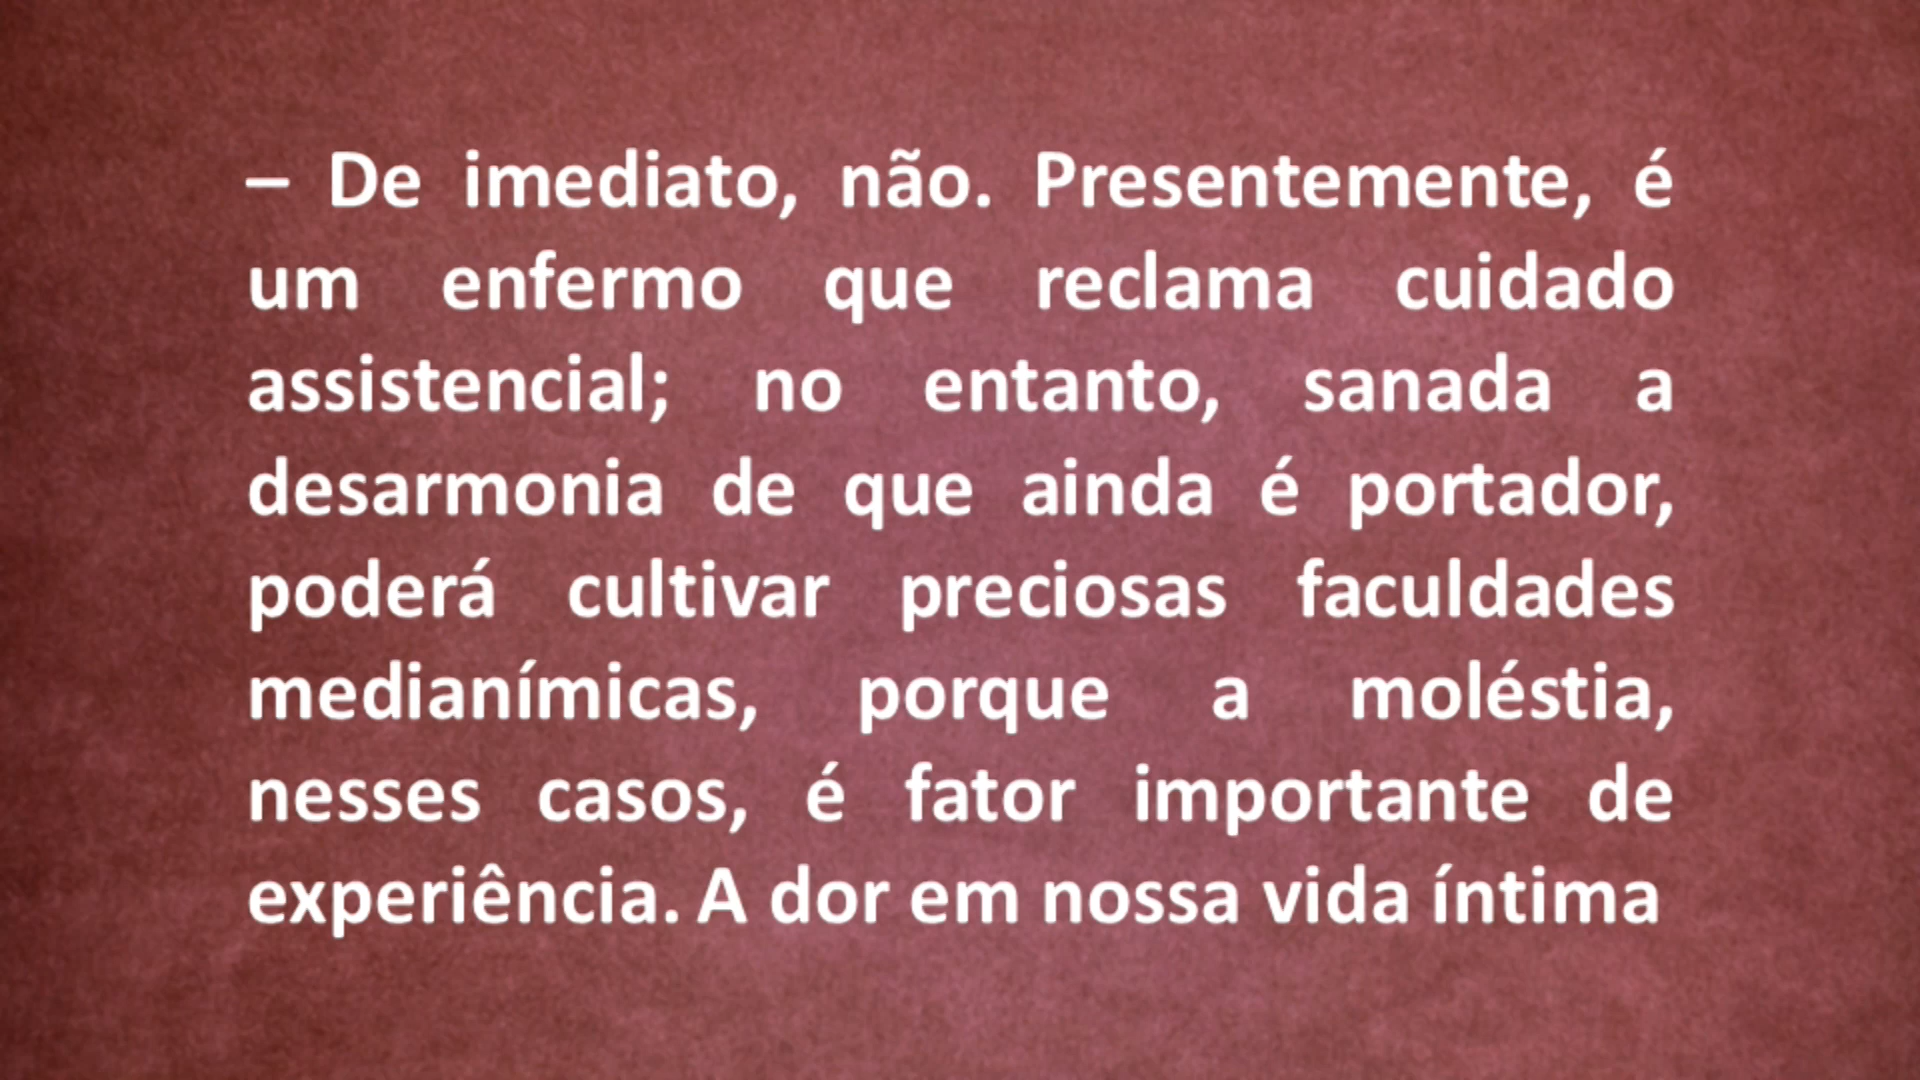 – De imediato, não. Presentemente, é
um enfermo que reclama cuidado
assistencial; no entanto, sanada a
desarmonia de que ainda é portador,
poderá cultivar preciosas faculdades
medianímicas, porque a moléstia,
nesses casos, é fator importante de
experiência. A dor em nossa vida íntima